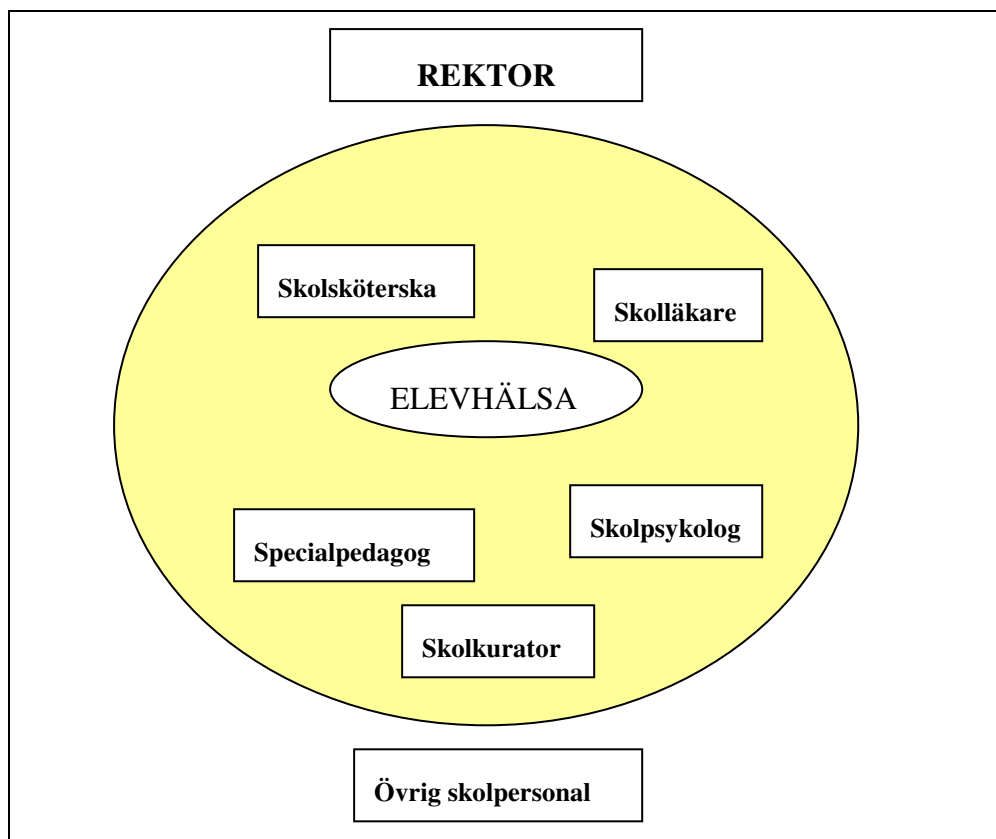 REKTOR
Skolsköterska
Skolläkare
ELEVHÄLSA
Skolpsykolog
Specialpedagog
Skolkurator
Övrig skolpersonal